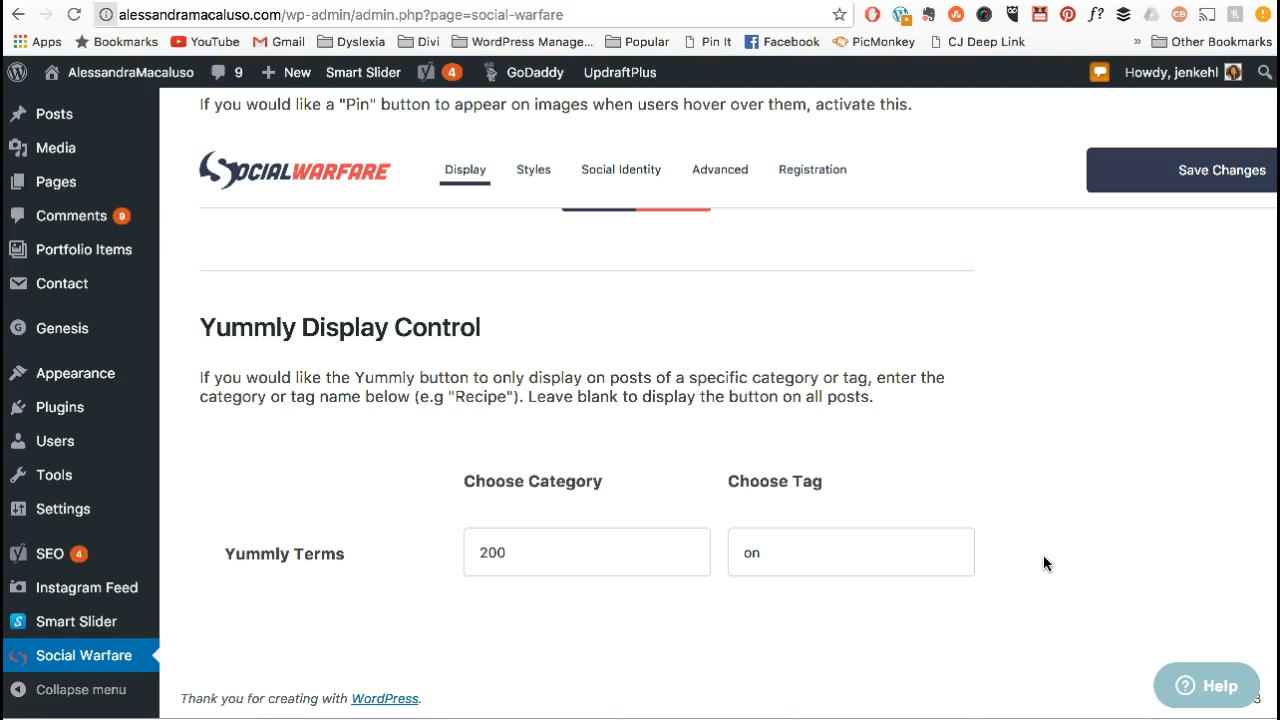 alessandramacaluso.com/wp-admin/admin.php?page=social-warfare
Apps Bookmarks YouTube Gmail Dyslexia Divi WordPress Manage... Popular Pin It Facebook PicMonkey CJ Deep Link » Other Bookmarks
AlessandraMacaluso 9 New Smart Slider 4 GoDaddy UpdraftPlus Howdy, jenkehl
Posts
Media
Pages
Comments 9
Portfolio Items
Contact
Genesis
Appearance
Plugins
Users
Tools
Settings
SEO 4
Instagram Feed
Smart Slider
Social Warfare
Collapse menu
If you would like a "Pin" button to appear on images when users hover over them, activate this.
SOCIALWARFARE Display Styles Social Identity Advanced Registration Save Changes
Yummly Display Control
If you would like the Yummly button to only display on posts of a specific category or tag, enter the
category or tag name below (e.g "Recipe"). Leave blank to display the button on all posts.
Choose Category Choose Tag
Yummly Terms 200 on
Thank you for creating with WordPress.
Help
3